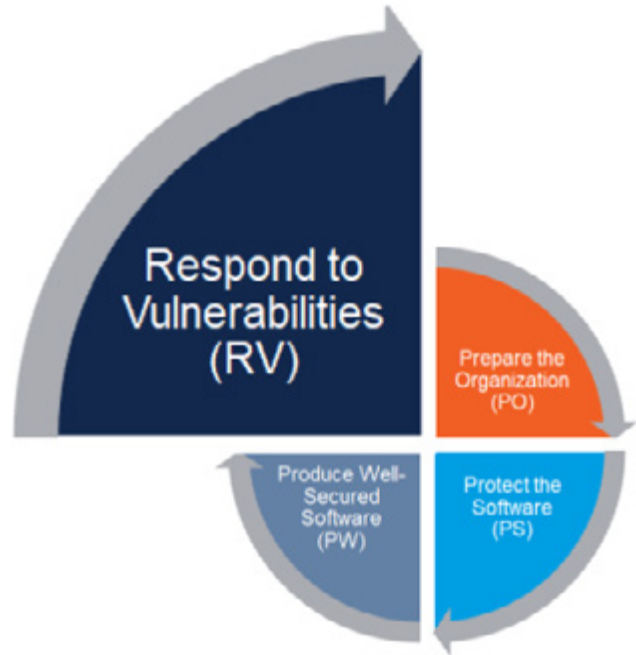 Respond to
Vulnerabilities
(RV)
Prepare the
Organization
(PO)
Protect the
Software
(PS)
Produce Well-
Secured
Software
(PW)